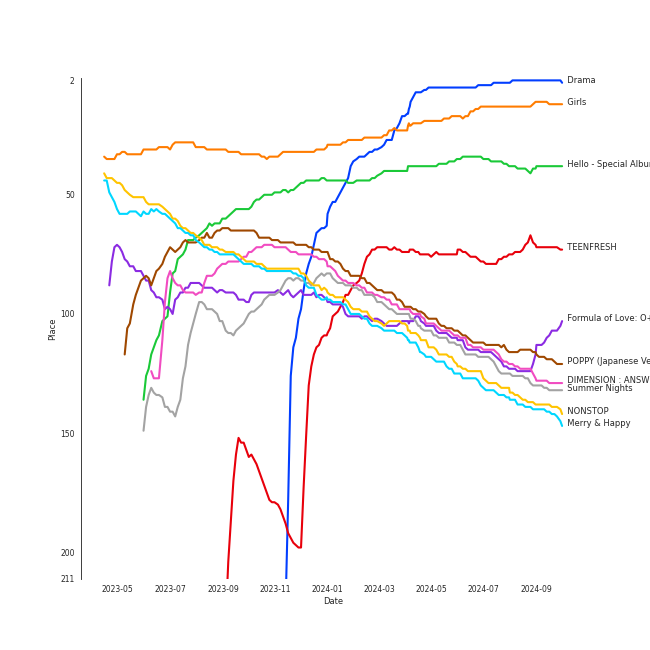 2
50
100
150
200
211
Place
2023-05
2023-07
2023-09
2023-11
2024-01
2024-03
2024-05
2024-07
2024-09
Date
Drama
Girls
Hello - Special Albu
TEENFRESH
Formula of Love: O+
POPPY (Japanese Ve
DIMENSION : ANSW
Summer Nights
NONSTOP
Merry & Happy